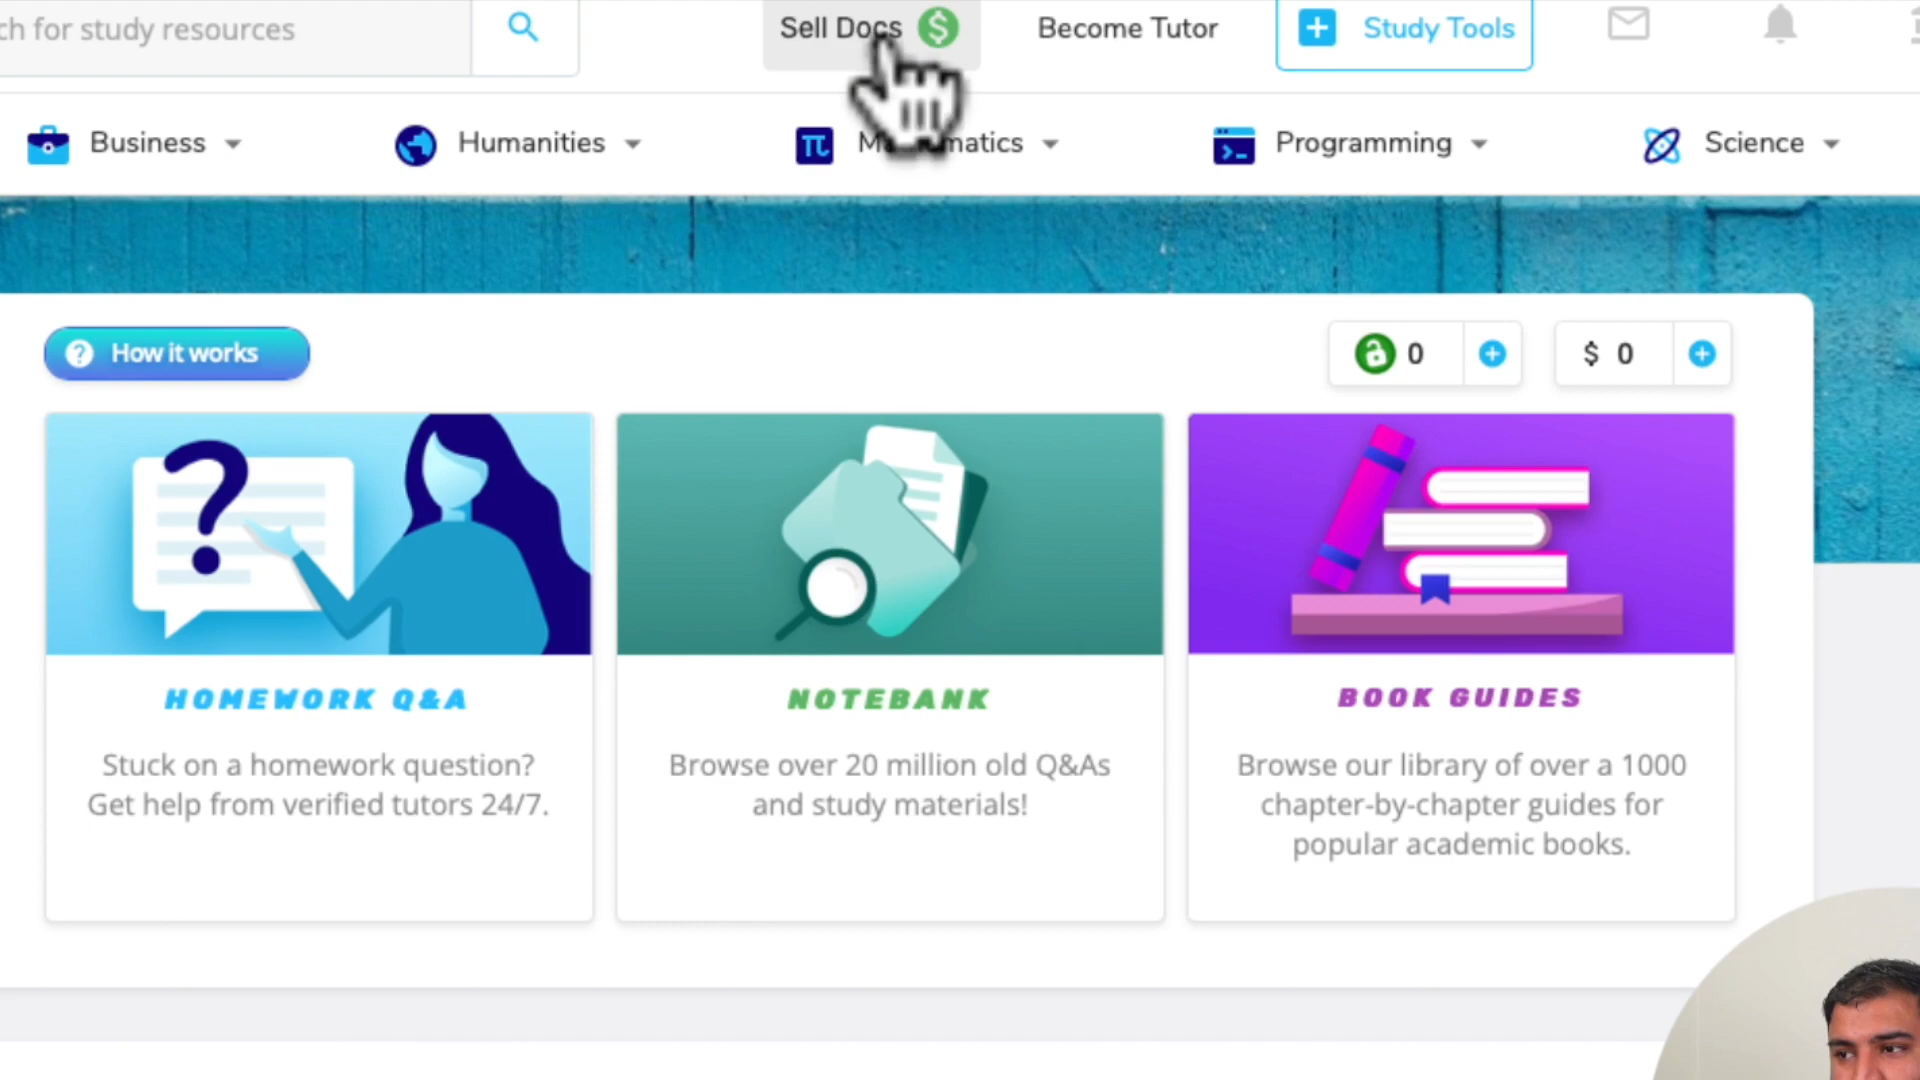 ch for study resources
Sell Docs $
Become Tutor
Study Tools
Business
Humanities
Programming
Science
? How it works
0
$ 0
?
HOMEWORK Q&A
Stuck on a homework question?
Get help from verified tutors 24/7.
NOTEBANK
Browse over 20 million old Q&As
and study materials!
BOOK GUIDES
Browse our library of over a 1000
chapter-by-chapter guides for
popular academic books.